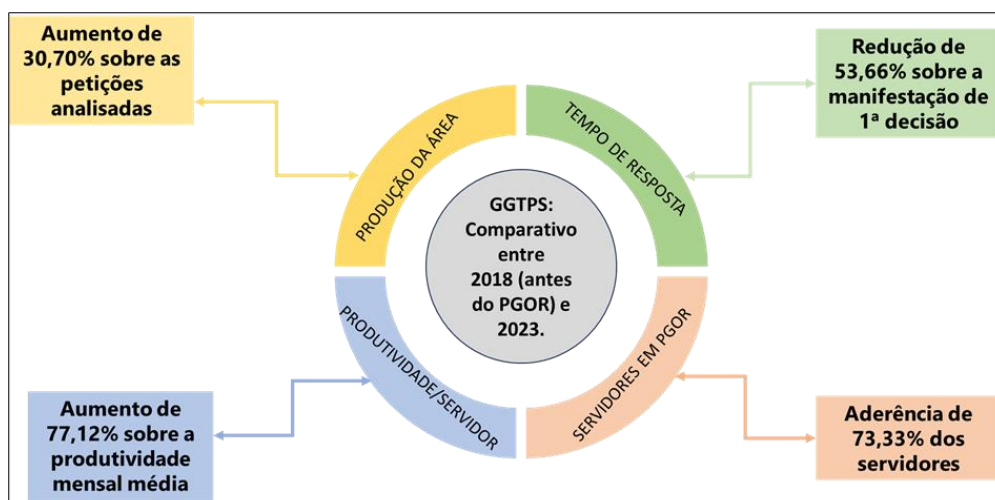 Aumento de
30,70% sobre as
petições
analisadas
Redução de
53,66% sobre a
manifestação de
1ª decisão
PRODUÇÃO DA ÁREA
TEMPO DE RESPOSTA
GGTPS:
Comparativo
entre
2018 (antes
do PGOR) e
2023.
PRODUTIVIDADE/SERVIDOR
SERVIDORES EM PGOR
Aumento de
77,12% sobre a
produtividade
mensal média
Aderência de
73,33% dos
servidores